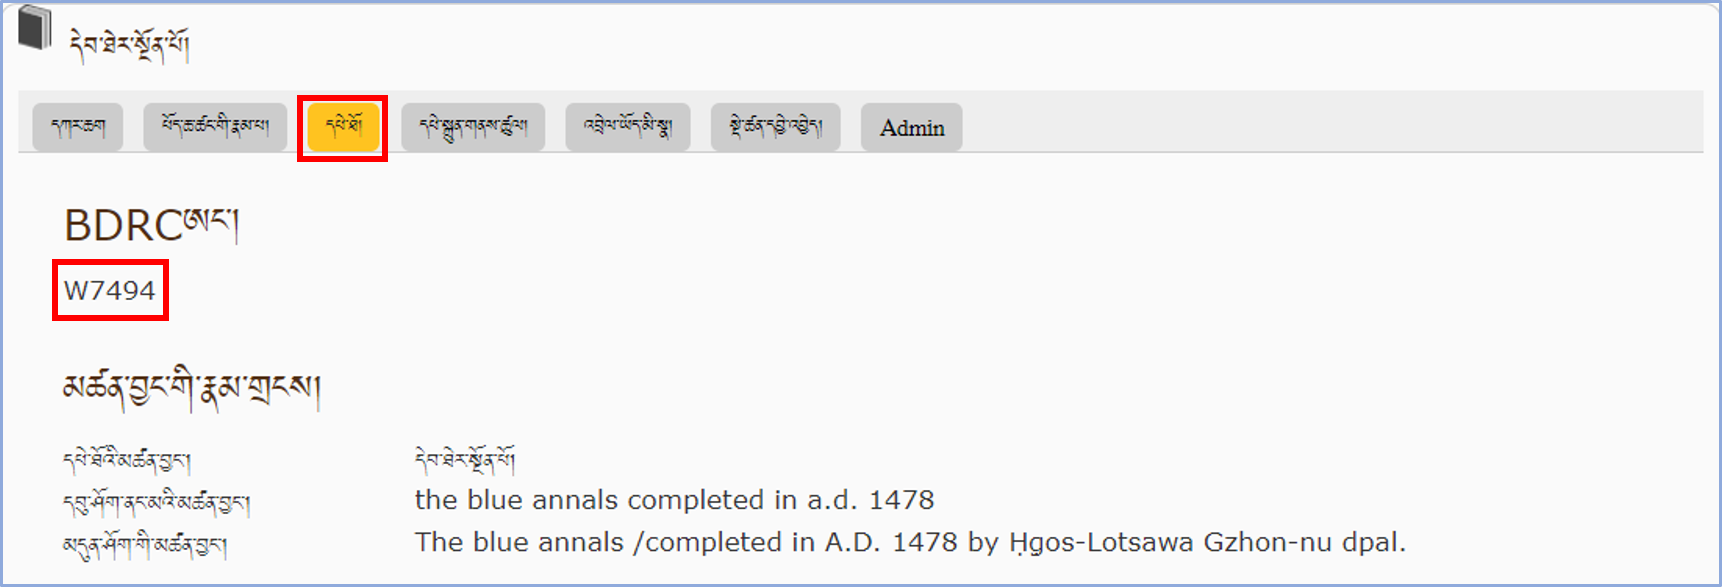 དེབ་ཐེར་སྔོན་པོ།
དཀར་ཆག པོད་ཆ་ཚང་གི་རྣམ་པ། དཔེ་ཐོ། དཔེ་སྐྲུན་གནས་ཚུལ། འབྲེལ་ཡོད་མི་སྣ། སྡེ་ཚན་དབྱེ་འབྱེད། Admin
BDRCཨང་།
W7494
མཚན་བྱང་གི་རྣམ་གྲངས།
དཔེ་ཐོའི་མཚན་བྱང་། དེབ་ཐེར་སྔོན་པོ།
དབུ་ཤོག་ནང་མའི་མཚན་བྱང་། the blue annals completed in a.d. 1478
མདུན་ཤོག་གི་མཚན་བྱང་། The blue annals /completed in A.D. 1478 by Ḥgos-Lotsawa Gzhon-nu dpal.